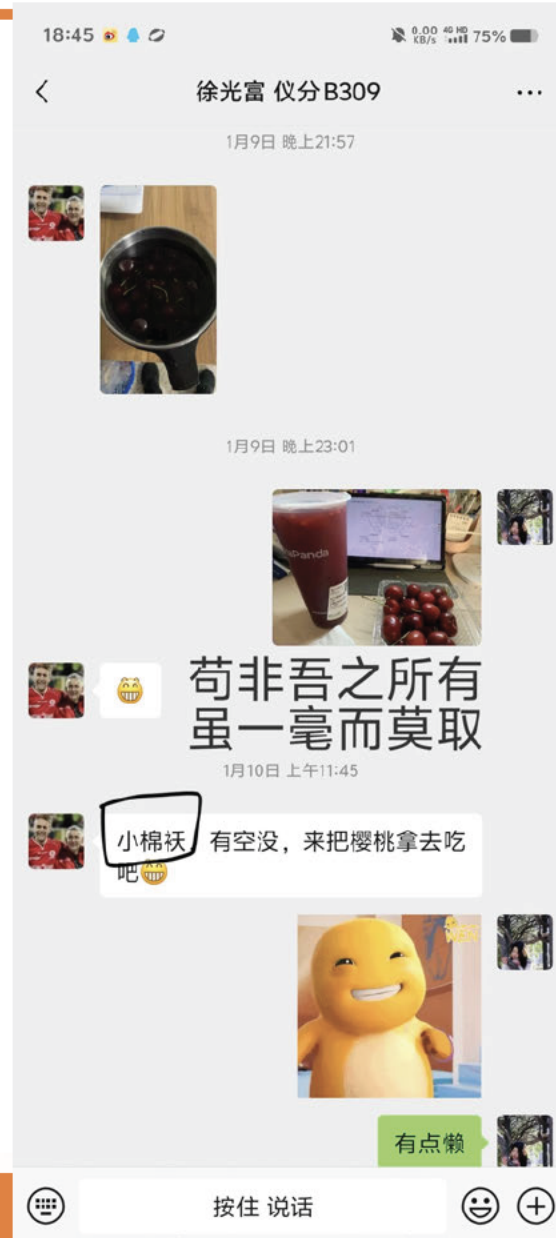 18:45
0.00 KB/s 4G HD 75%
徐光富 仪分B309
1月9日 晚上21:57
1月9日 晚上23:01
Panda
苟非吾之所有
虽一毫而莫取
1月10日 上午11:45
小棉袄，有空没，来把樱桃拿去吃
吧
有点懒
按住 说话